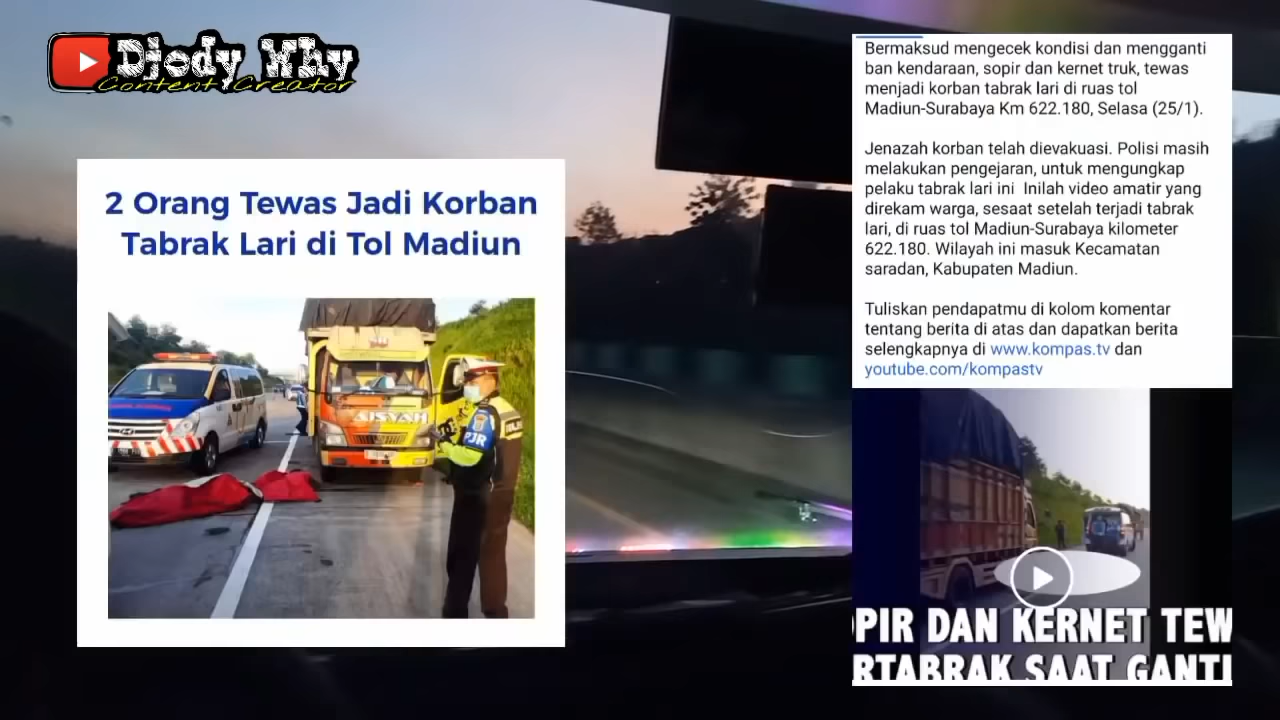 Djody Why
Content Creator
2 Orang Tewas Jadi Korban
Tabrak Lari di Tol Madiun
AISYAH
PJR
Bermaksud mengecek kondisi dan mengganti
ban kendaraan, sopir dan kernet truk, tewas
menjadi korban tabrak lari di ruas tol
Madiun-Surabaya Km 622.180, Selasa (25/1).
Jenazah korban telah dievakuasi. Polisi masih
melakukan pengejaran, untuk mengungkap
pelaku tabrak lari ini Inilah video amatir yang
direkam warga, sesaat setelah terjadi tabrak
lari, di ruas tol Madiun-Surabaya kilometer
622.180. Wilayah ini masuk Kecamatan
saradan, Kabupaten Madiun.
Tuliskan pendapatmu di kolom komentar
tentang berita di atas dan dapatkan berita
selengkapnya di www.kompas.tv dan
youtube.com/kompastv
OPIR DAN KERNET TEW
RTABRAK SAAT GANTI